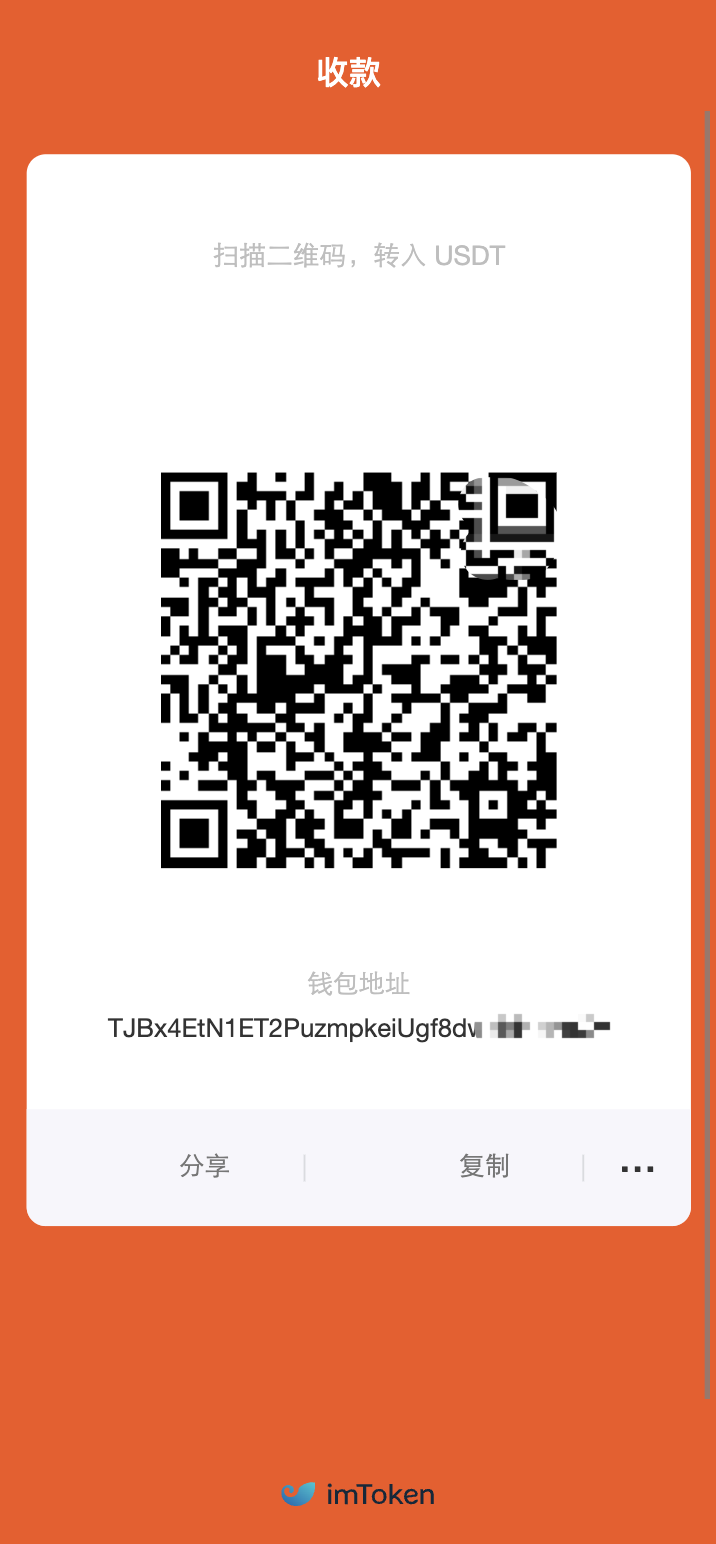 收款
扫描二维码，转入 USDT
钱包地址
TJBx4EtN1ET2PuzmpkeiUgf8dv
分享
复制
...
imToken